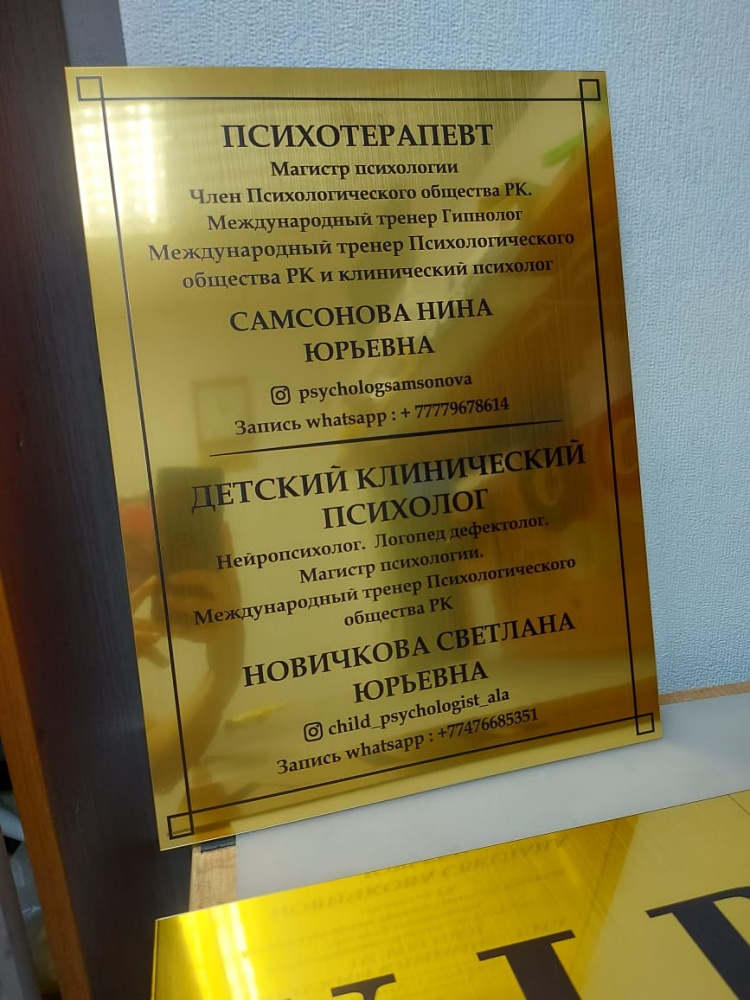 ПСИХОТЕРАПЕВТ
Магистр психологии
Член Психологического общества РК.
Международный тренер Гипнолог
Международный тренер Психологического
общества РК и клинический психолог
САМСОНОВА НИНА
ЮРЬЕВНА
psychologsamsonova
Запись whatsapp : + 77779678614
ДЕТСКИЙ КЛИНИЧЕСКИЙ
ПСИХОЛОГ
Нейропсихолог. Логопед дефектолог.
Магистр психологии.
Международный тренер Психологического
общества РК
НОВИЧКОВА СВЕТЛАНА
ЮРЬЕВНА
child_psychologist_ala
Запись whatsapp : +77476685351